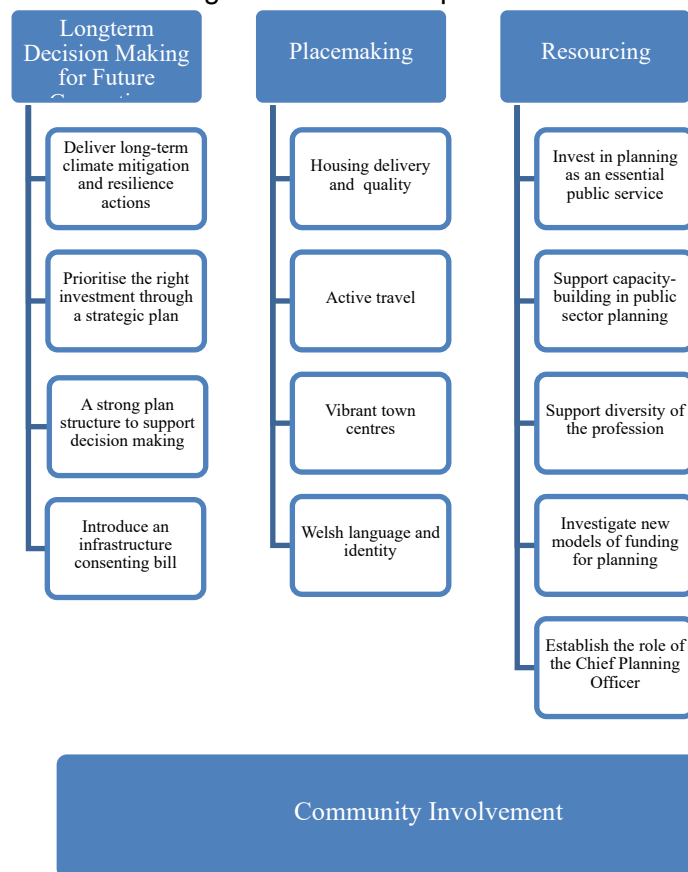 Longterm
Decision Making
for Future
Placemaking
Resourcing
Deliver long-term
climate mitigation
and resilience
actions
Prioritise the right
investment through
a strategic plan
A strong plan
structure to support
decision making
Introduce an
infrastructure
consenting bill
Housing delivery
and quality
Active travel
Vibrant town
centres
Welsh language and
identity
Invest in planning
as an essential
public service
Support capacity-
building in public
sector planning
Support diversity of
the profession
Investigate new
models of funding
for planning
Establish the role of
the Chief Planning
Officer
Community Involvement